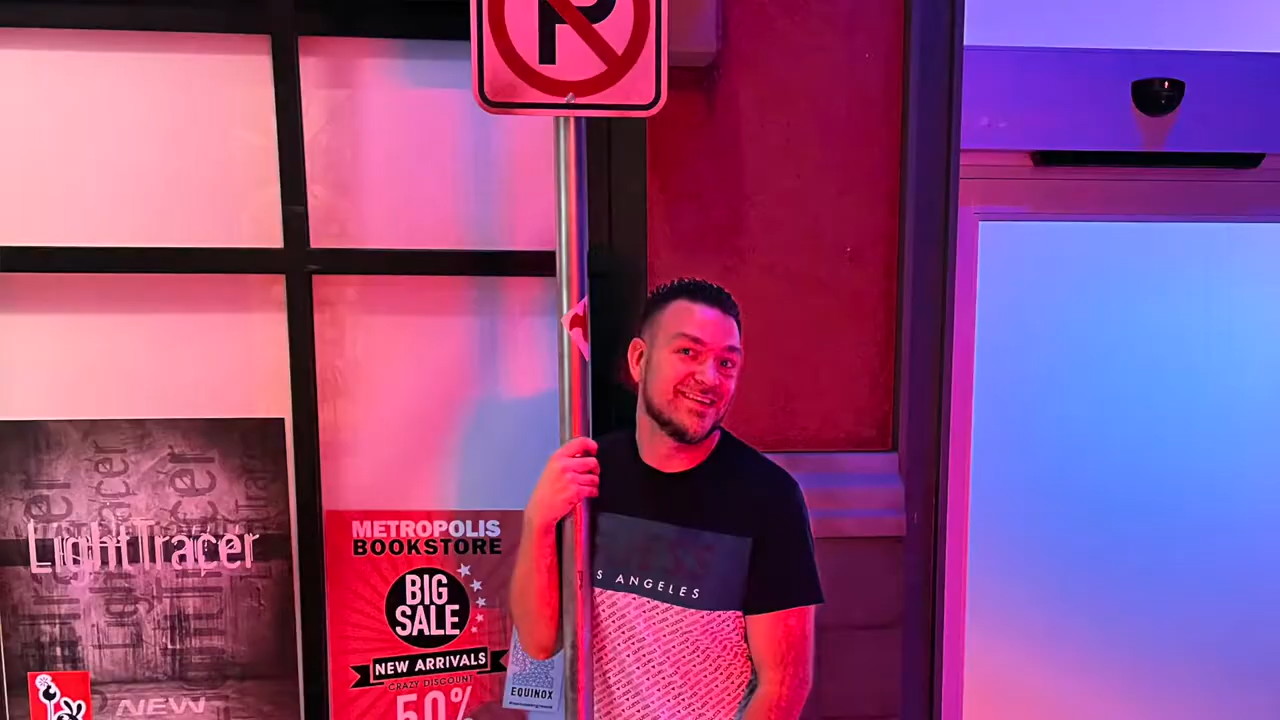 P
LightTracer
NEW
METROPOLIS
BOOKSTORE
BIG
SALE
NEW ARRIVALS
CRAZY DISCOUNT
50%
EQUINOX
S ANGELES